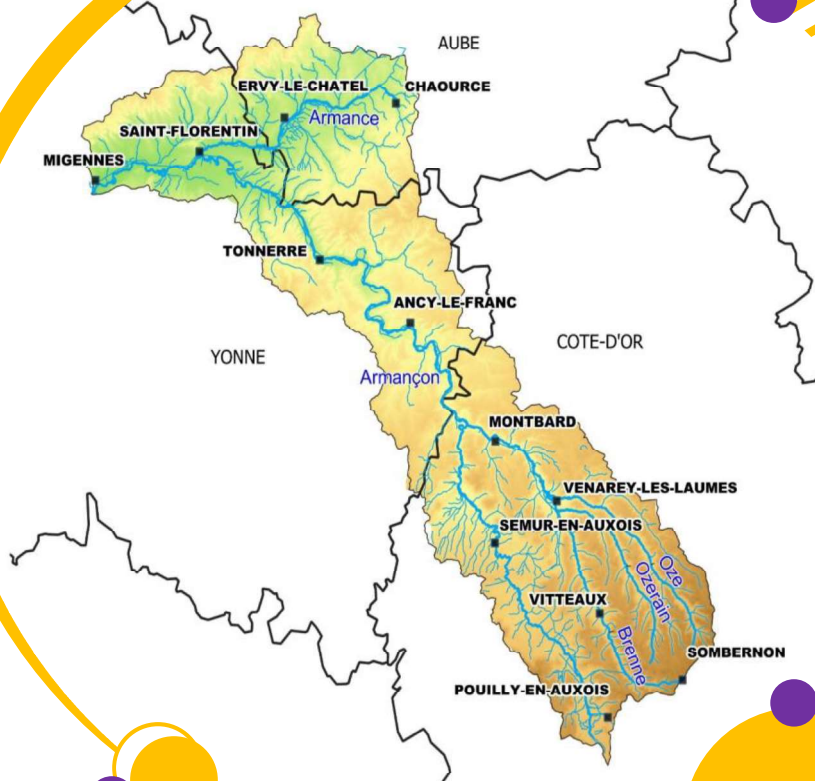 AUBE
ERVY-LE-CHATEL
CHAOURCE
Armance
SAINT-FLORENTIN
MIGENNES
TONNERRE
ANCY-LE-FRANC
COTE-D'OR
YONNE
Armançon
MONTBARD
VENAREY-LES-LAUMES
SEMUR-EN-AUXOIS
Oze
Ozerain
VITTEAUX
Brenne
SOMBERNON
POUILLY-EN-AUXOIS